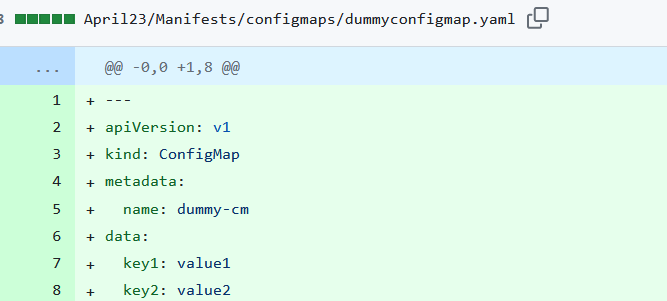 8 April23/Manifests/configmaps/dummyconfigmap.yaml
... @@ -0,0 +1,8 @@
1 + ---
2 + apiVersion: v1
3 + kind: ConfigMap
4 + metadata:
5 +   name: dummy-cm
6 + data:
7 +   key1: value1
8 +   key2: value2